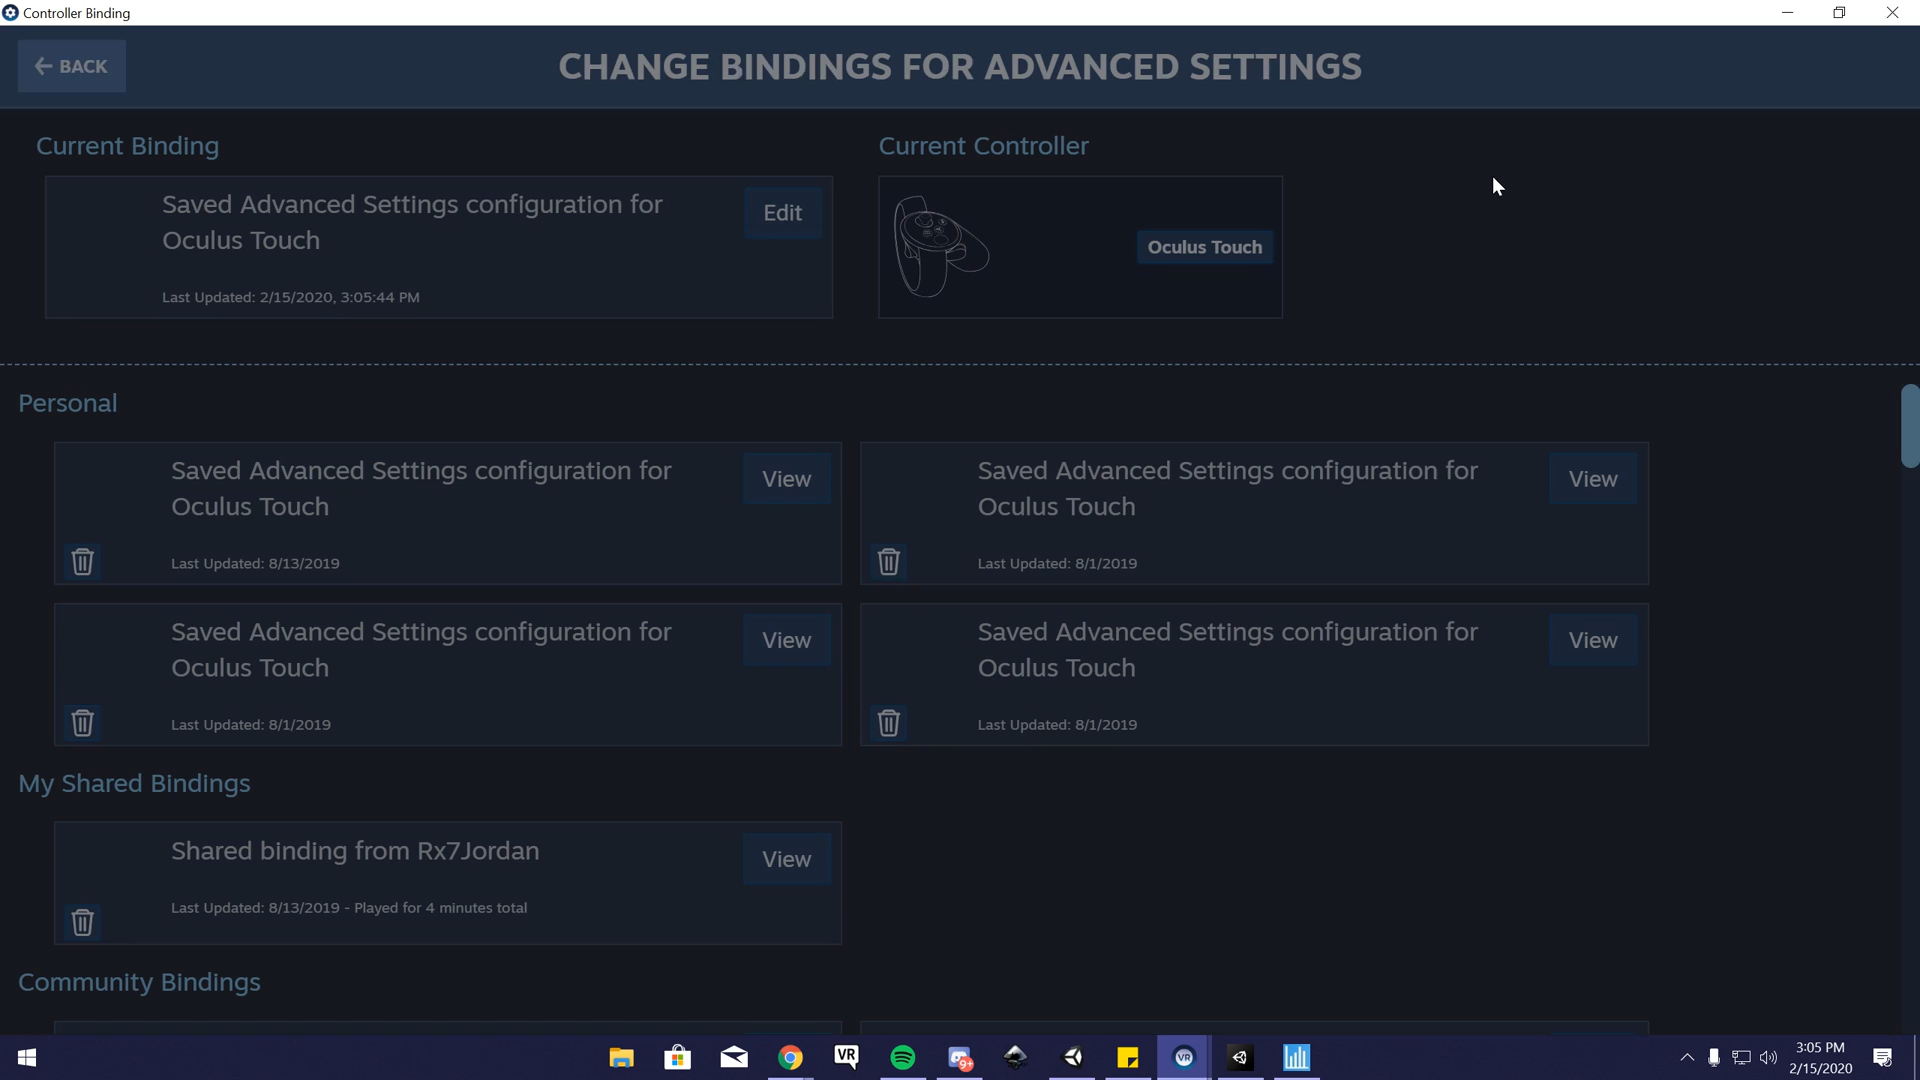 Controller Binding
BACK
CHANGE BINDINGS FOR ADVANCED SETTINGS
Current Binding
Current Controller
Saved Advanced Settings configuration for
Oculus Touch
Edit
Last Updated: 2/15/2020, 3:05:44 PM
Oculus Touch
Personal
Saved Advanced Settings configuration for
Oculus Touch
View
Last Updated: 8/13/2019
Saved Advanced Settings configuration for
Oculus Touch
View
Last Updated: 8/1/2019
Saved Advanced Settings configuration for
Oculus Touch
View
Last Updated: 8/1/2019
Saved Advanced Settings configuration for
Oculus Touch
View
Last Updated: 8/1/2019
My Shared Bindings
Shared binding from Rx7Jordan
View
Last Updated: 8/13/2019 - Played for 4 minutes total
Community Bindings
VR
9+
VR
3:05 PM
2/15/2020